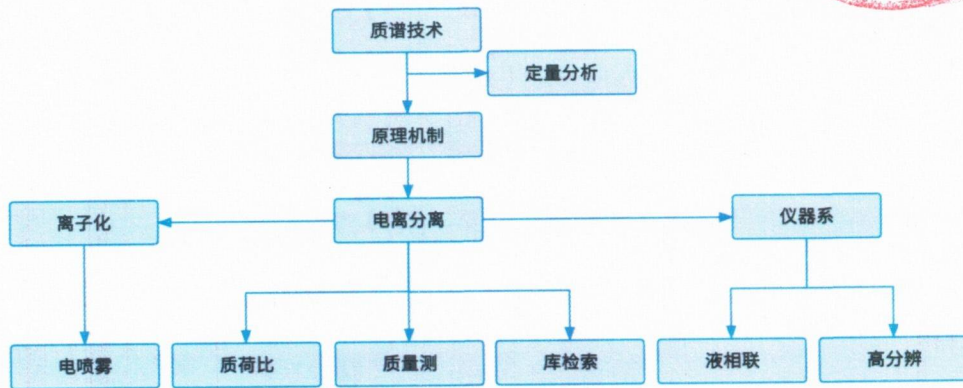 质谱技术
定量分析
原理机制
离子化
电离分离
仪器系
电喷雾
质荷比
质量测
库检索
液相联
高分辨